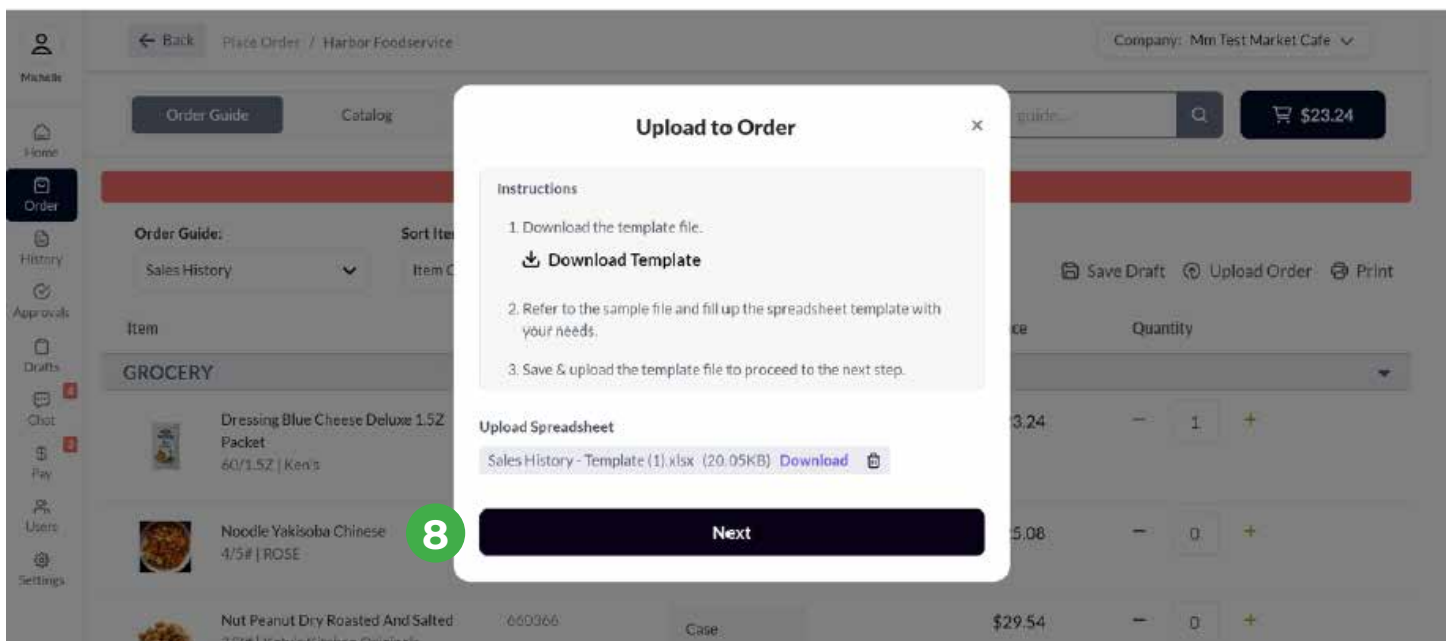 ← Back Place Order / Harbor Foodservice
Company: Mm Test Market Cafe
Michelle
Order Guide Catalog
guide...
$23.24
Upload to Order
×
Home
Order
History
Approvals
Drafts
Chat 4
Pay
Users
Settings
Instructions
1. Download the template file.
Download Template
2. Refer to the sample file and fill up the spreadsheet template with
your needs.
3. Save & upload the template file to proceed to the next step.
Upload Spreadsheet
Sales History - Template (1).xlsx (20.05KB) Download
8
Next
Order Guide: Sort Ite
Sales History Item C
Save Draft Upload Order Print
Item ce Quantity
GROCERY
Dressing Blue Cheese Deluxe 1.5Z
Packet
60/1.5Z | Ken's
3.24 − 1 +
Noodle Yakisoba Chinese
4/5# | ROSE
5.08 − 0 +
Nut Peanut Dry Roasted And Salted 660366 Case $29.54 − 0 +